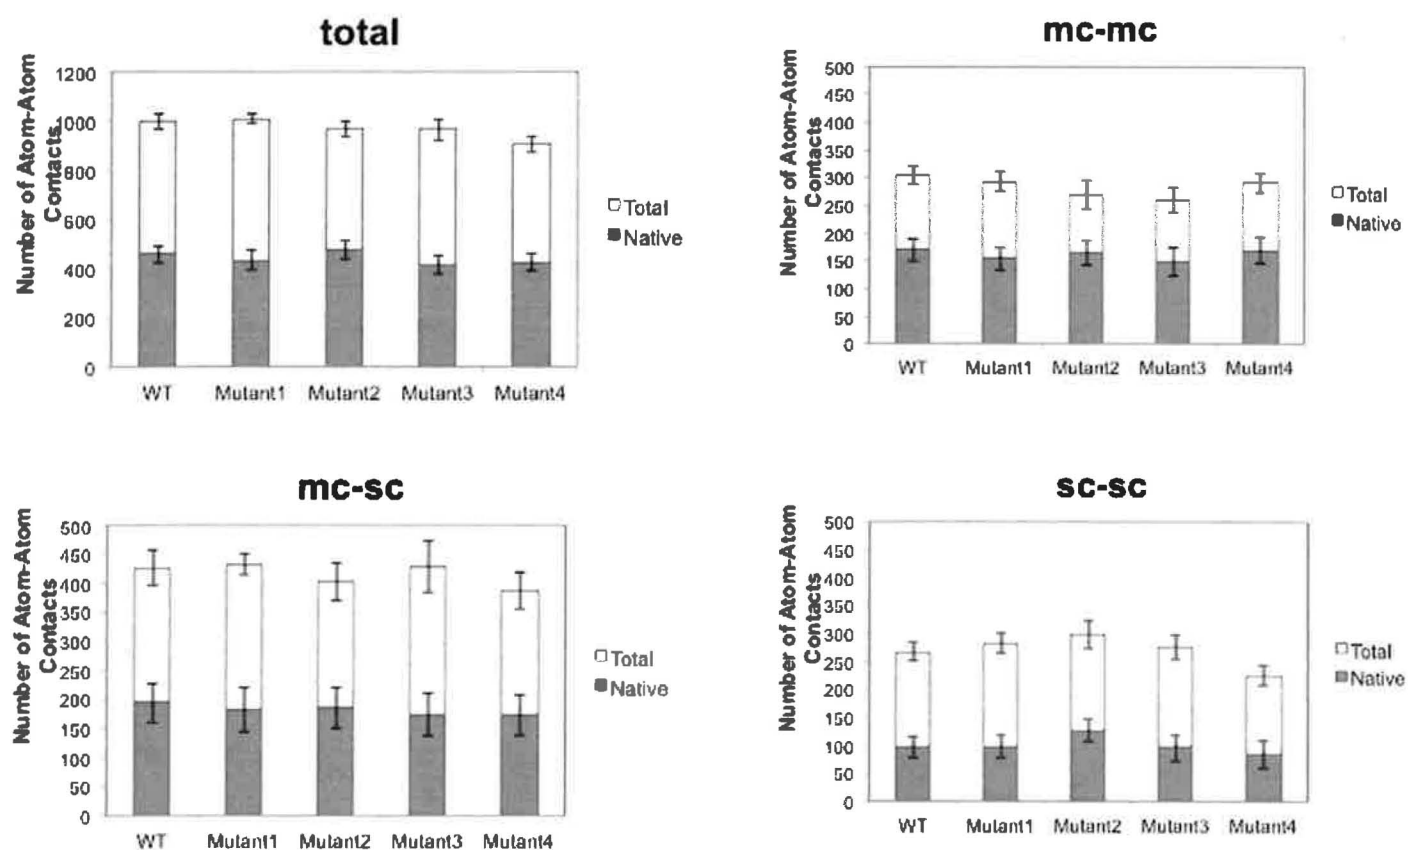 total
Number of Atom-Atom
Contacts
1200
1000
800
600
400
200
0
WT Mutant1 Mutant2 Mutant3 Mutant4
Total
Native
mc-mc
Number of Atom-Atom
Contacts
500
450
400
350
300
250
200
150
100
50
0
WT Mutant1 Mutant2 Mutant3 Mutant4
Total
Native
mc-sc
Number of Atom-Atom
Contacts
500
450
400
350
300
250
200
150
100
50
0
WT Mutant1 Mutant2 Mutant3 Mutant4
Total
Native
sc-sc
Number of Atom-Atom
Contacts
500
450
400
350
300
250
200
150
100
50
0
WT Mutant1 Mutant2 Mutant3 Mutant4
Total
Native